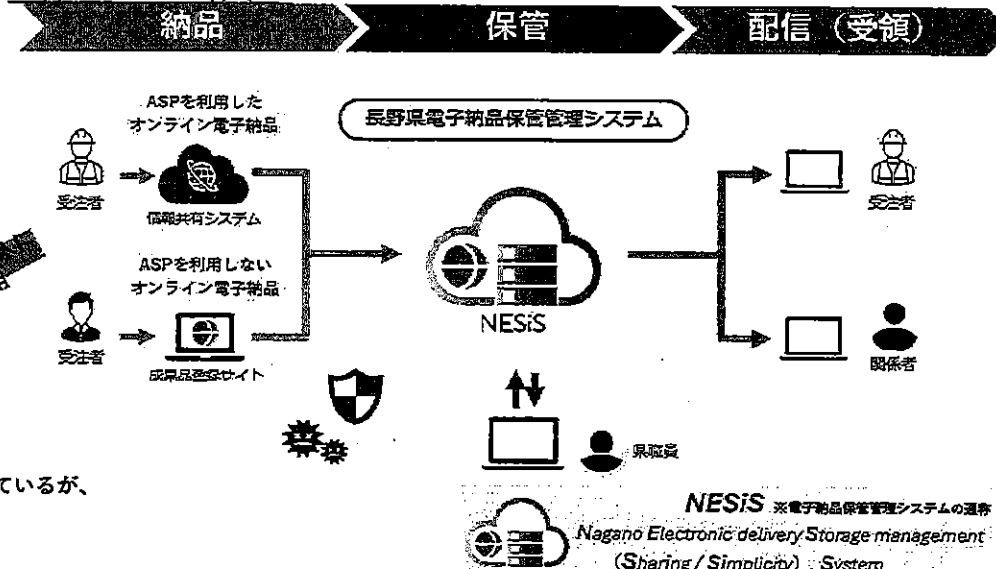 納品
保管
配信（受領）
ASPを利用した
オンライン電子納品
長野県電子納品保管管理システム
受注者
情報共有システム
受注者
ASPを利用しない
オンライン電子納品
NESiS
受注者
成果品登録サイト
関係者
県職員
ているが、
NESiS ※電子納品保管管理システムの通称
Nagano Electronic delivery Storage management
(Sharing / Simplicity) System